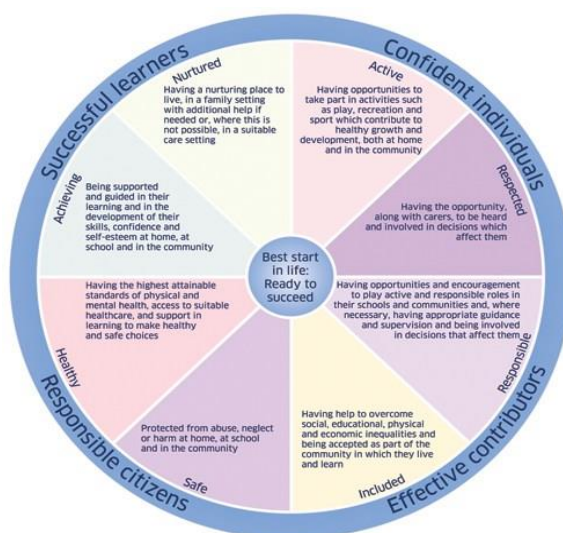 Successful learners
Confident individuals
Nurtured
Having a nurturing place to
live, in a family setting
with additional help if
needed or, where this is
not possible, in a suitable
care setting
Active
Having opportunities to
take part in activities such
as play, recreation and
sport which contribute to
healthy growth and
development, both at home
and in the community
Achieving
Being supported
and guided in their
learning and in the
development of their
skills, confidence and
self-esteem at home, at
school and in the community
Respected
Having the opportunity,
along with carers, to be heard
and involved in decisions which
affect them
Best start
in life:
Ready to
succeed
Healthy
Having the highest attainable
standards of physical and
mental health, access to suitable
healthcare, and support in
learning to make healthy
and safe choices
Having opportunities and encouragement
to play active and responsible roles in
their schools and communities and, where
necessary, having appropriate guidance
and supervision and being involved
in decisions that affect them
Responsible
Protected from abuse, neglect
or harm at home, at school
and in the community
Safe
Having help to overcome
social, educational, physical
and economic inequalities and
being accepted as part of the
community in which they live
and learn
Included
Responsible citizens
Effective contributors